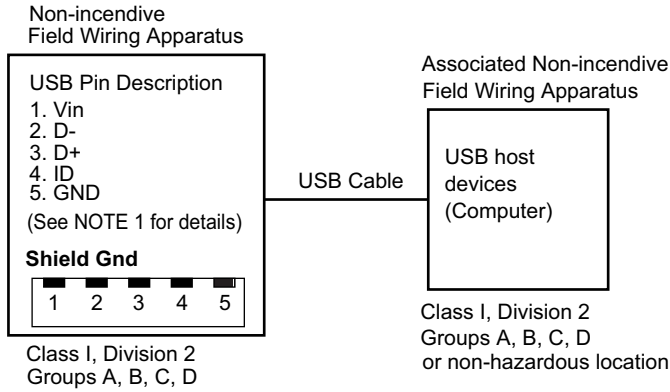 Non-incendive
Field Wiring Apparatus
USB Pin Description
1. Vin
2. D-
3. D+
4. ID
5. GND
(See NOTE 1 for details)
Shield Gnd
1 2 3 4 5
Class I, Division 2
Groups A, B, C, D
USB Cable
Associated Non-incendive
Field Wiring Apparatus
USB host
devices
(Computer)
Class I, Division 2
Groups A, B, C, D
or non-hazardous location